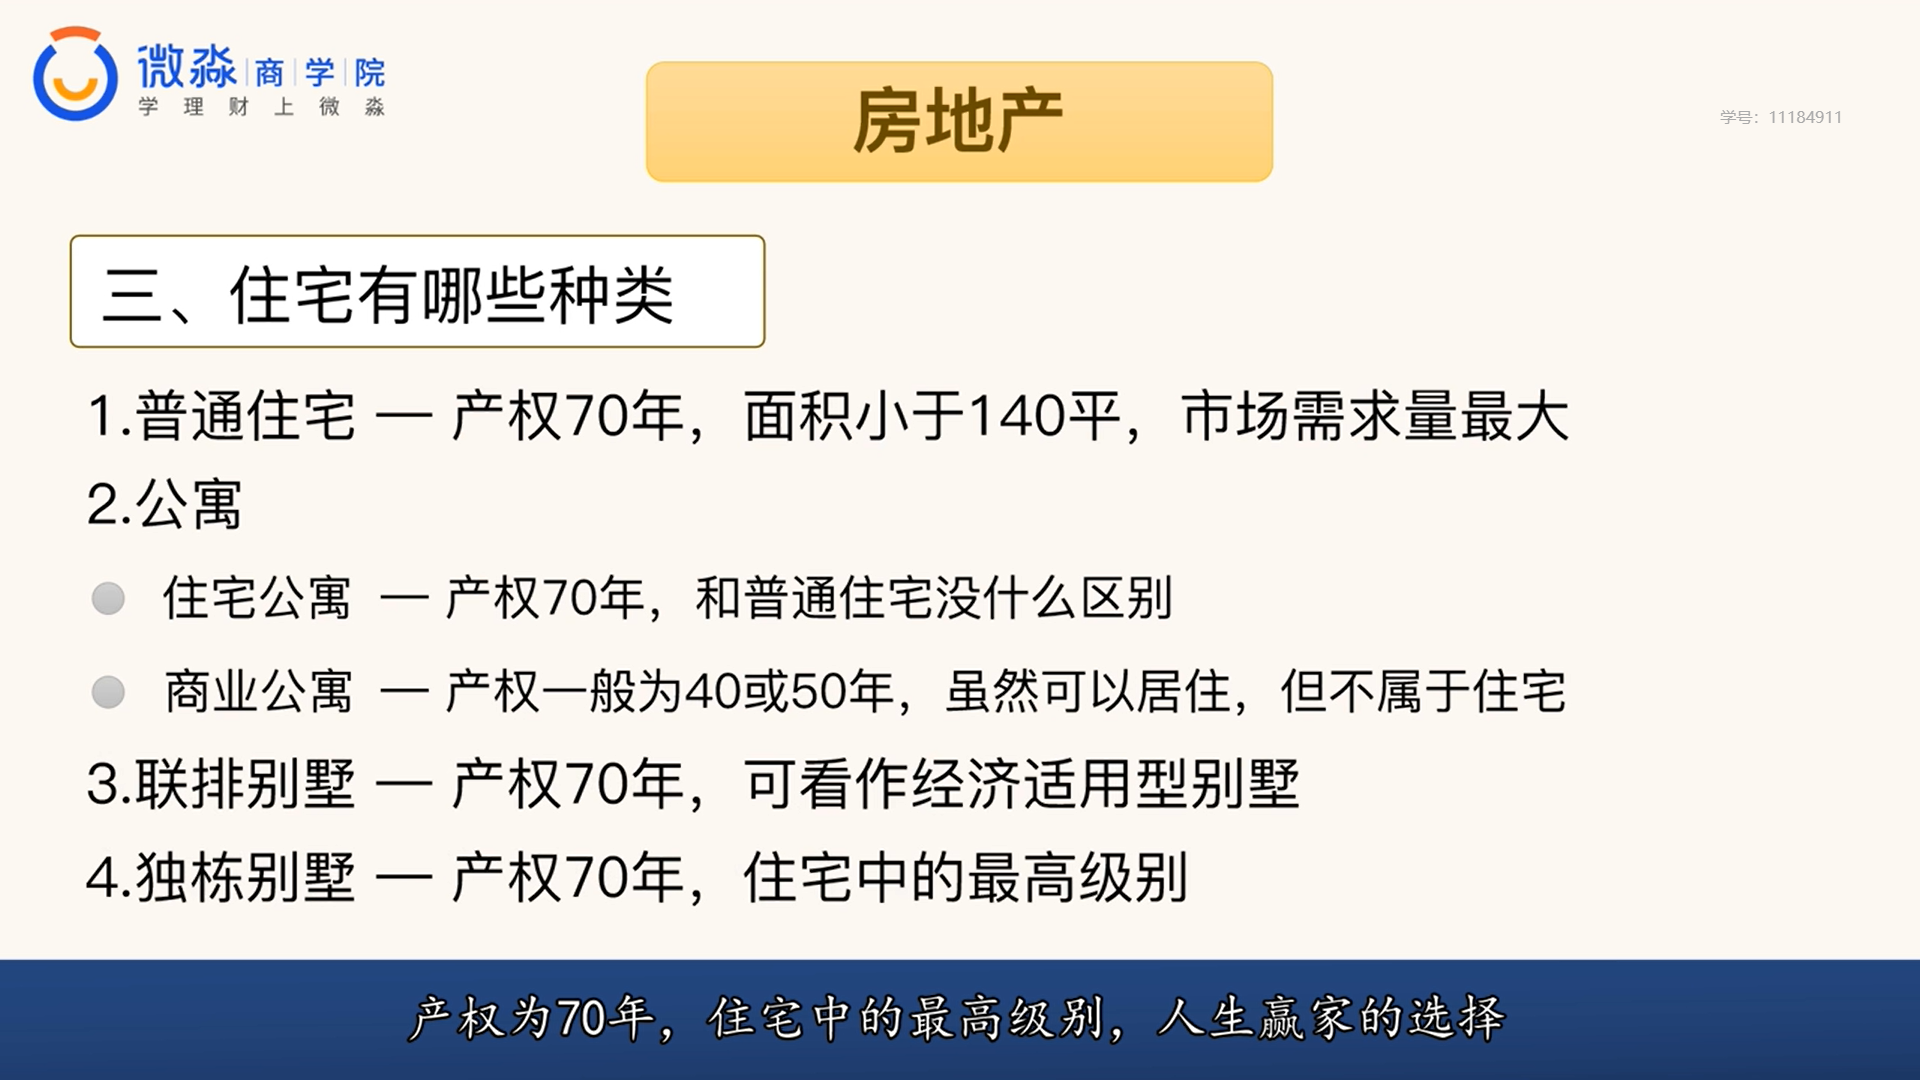 微淼商学院
学理财上微淼
房地产
学号：11184911
三、住宅有哪些种类
1.普通住宅 — 产权70年，面积小于140平，市场需求量最大
2.公寓
住宅公寓 — 产权70年，和普通住宅没什么区别
商业公寓 — 产权一般为40或50年，虽然可以居住，但不属于住宅
3.联排别墅 — 产权70年，可看作经济适用型别墅
4.独栋别墅 — 产权70年，住宅中的最高级别
产权为70年，住宅中的最高级别，人生赢家的选择